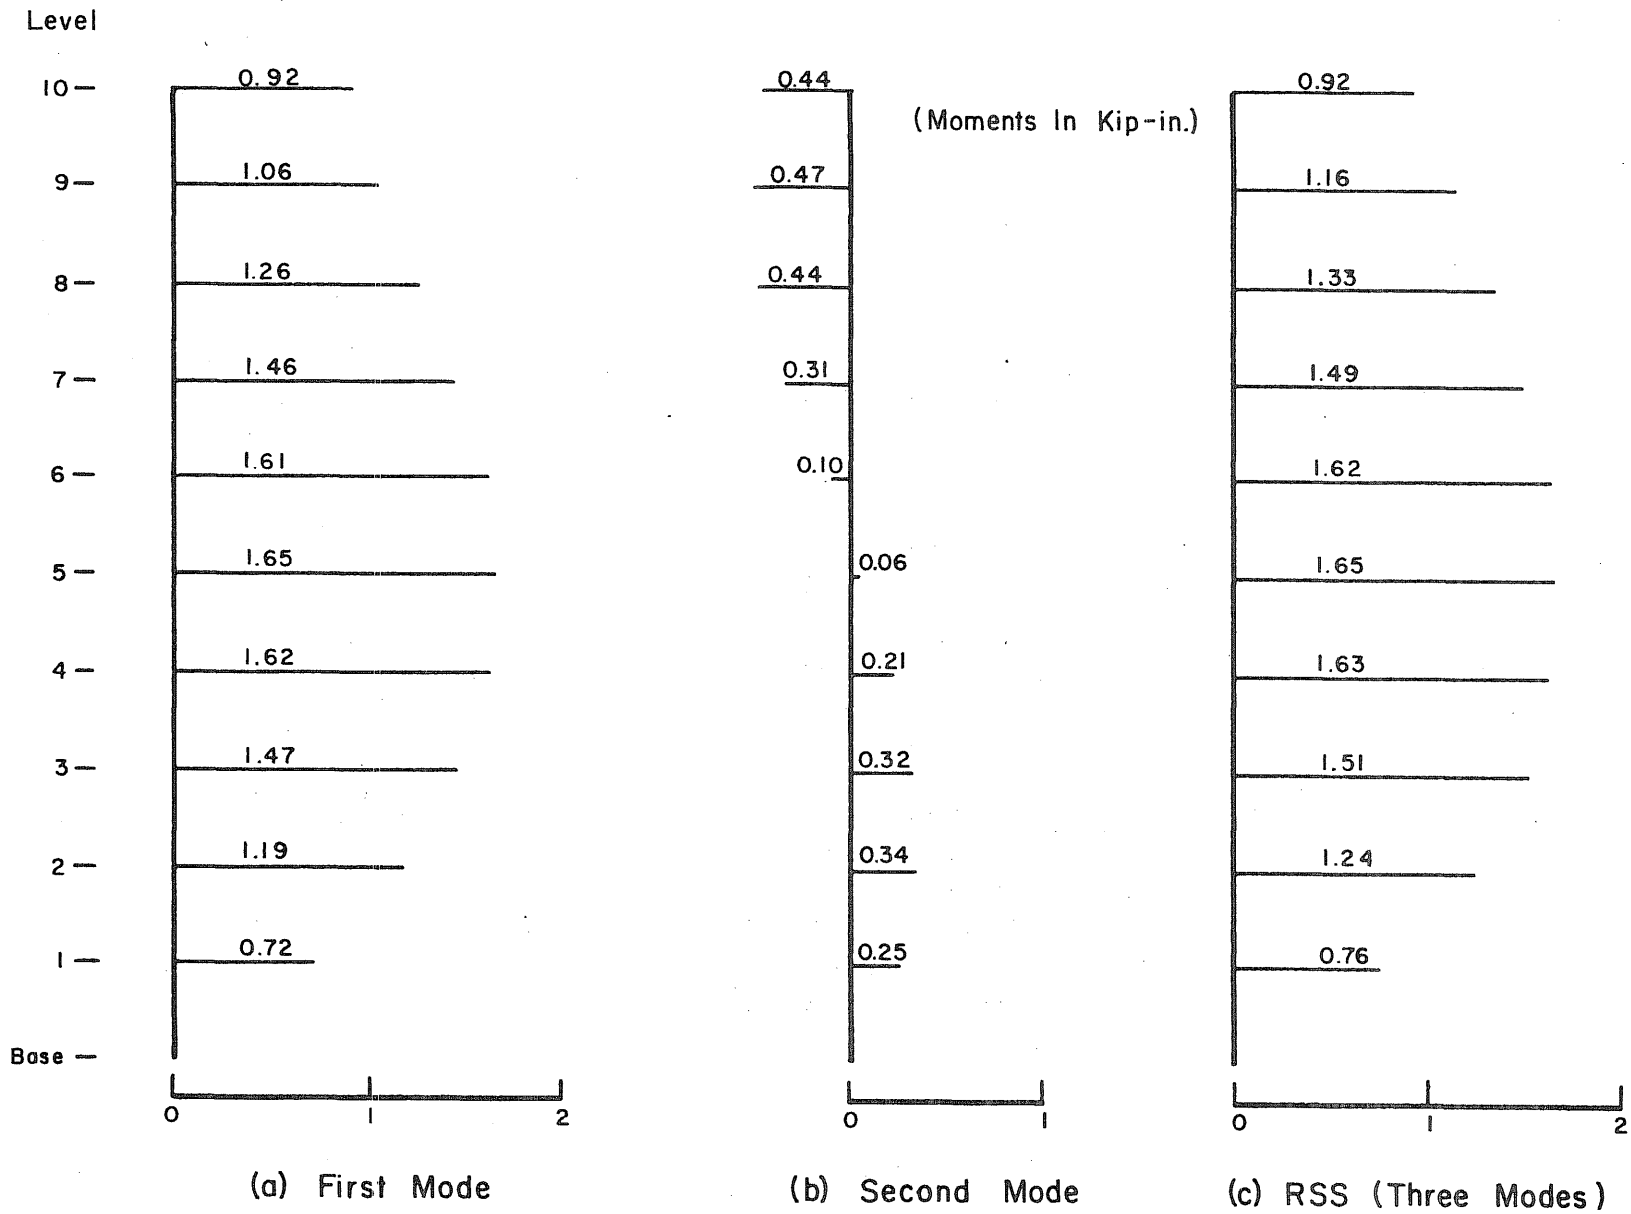 Level
10 — 0.92 0.44 0.92
(Moments In Kip-in.)
9 — 1.06 0.47 1.16
8 — 1.26 0.44 1.33
7 — 1.46 0.31 1.49
6 — 1.61 0.10 1.62
5 — 1.65 0.06 1.65
4 — 1.62 0.21 1.63
3 — 1.47 0.32 1.51
2 — 1.19 0.34 1.24
1 — 0.72 0.25 0.76
Base —
0 1 2 0 1 0 1 2
(a) First Mode (b) Second Mode (c) RSS (Three Modes)